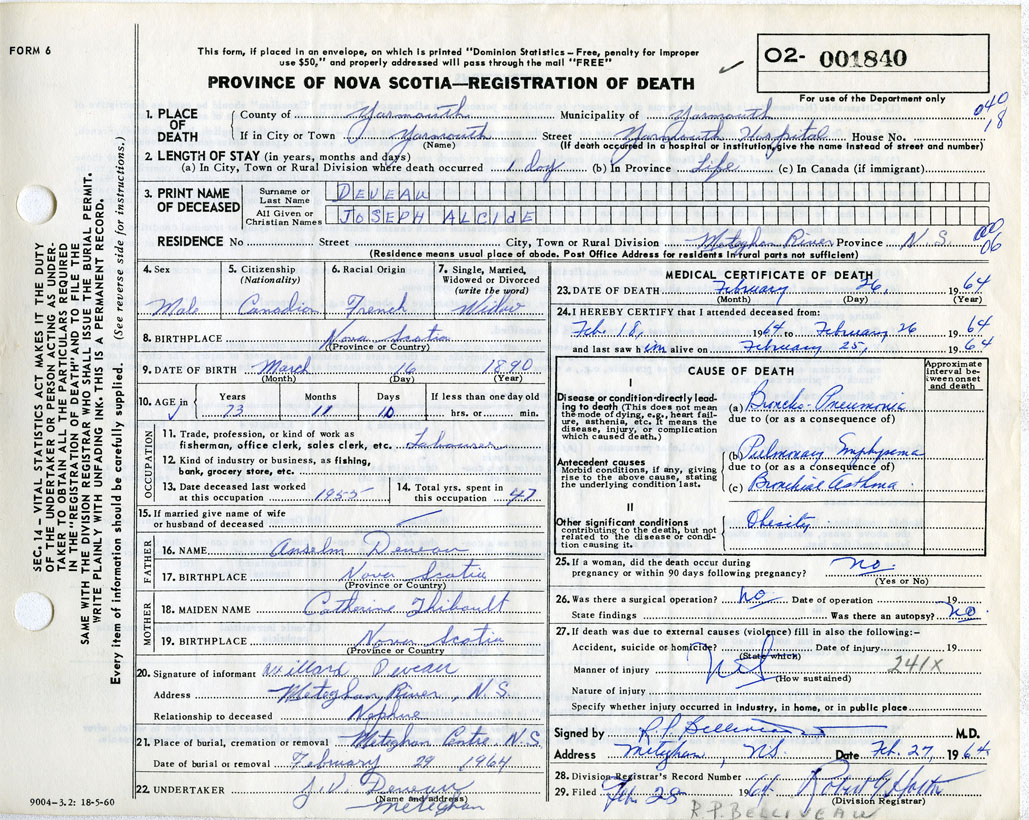 FORM 6
This form, if placed in an envelope, on which is printed "Dominion Statistics—Free, penalty for improper
use $50," and properly addressed will pass through the mail "FREE"
PROVINCE OF NOVA SCOTIA—REGISTRATION OF DEATH
O2- 001840
For use of the Department only
040
18
1. PLACE OF DEATH { County of Yarmouth Municipality of Yarmouth
If in City or Town Yarmouth Street Yarmouth Hospital House No.
(Name) (If death occurred in a hospital or institution, give the name instead of street and number)
2. LENGTH OF STAY (in years, months and days)
(a) In City, Town or Rural Division where death occurred 1 day (b) In Province Life (c) In Canada (if immigrant)
3. PRINT NAME OF DECEASED
Surname or Last Name DEVEAU
All Given or Christian Names JOSEPH ALCIDE
00
06
RESIDENCE No Street City, Town or Rural Division Meteghan River Province N.S.
(Residence means usual place of abode. Post Office Address for residents in rural parts not sufficient)
4. Sex Male
5. Citizenship (Nationality) Canadian
6. Racial Origin French
7. Single, Married, Widowed or Divorced (write the word) Widow
8. BIRTHPLACE Nova Scotia
(Province or Country)
9. DATE OF BIRTH March 16 1890
(Month) (Day) (Year)
10. AGE in { Years Months Days If less than one day old
73 11 10 hrs. or min.
OCCUPATION
11. Trade, profession, or kind of work as
fisherman, office clerk, sales clerk, etc.
12. Kind of industry or business, as fishing,
bank, grocery store, etc.
13. Date deceased last worked at this occupation 1955
14. Total yrs. spent in this occupation 47
15. If married give name of wife
or husband of deceased
FATHER
16. NAME Anselm Deveau
17. BIRTHPLACE Nova Scotia
(Province or Country)
MOTHER
18. MAIDEN NAME Catherine Thibault
19. BIRTHPLACE Nova Scotia
(Province or Country
20. Signature of informant Willard Deveau
Address Meteghan River, N.S.
Relationship to deceased Nephue
21. Place of burial, cremation or removal Meteghan Centre, N.S.
Date of burial or removal February 29 1964
22. UNDERTAKER J.V. Deveau
(Name and address)
Meteghan
9004-3.2: 18-5-60
MEDICAL CERTIFICATE OF DEATH
23. DATE OF DEATH February 26, 1964
(Month) (Day) (Year)
24. I HEREBY CERTIFY that I attended deceased from:
Feb. 18, 1964 to February 26 1964
and last saw him alive on February 25, 1964
CAUSE OF DEATH
Approximate interval between onset and death
I
Disease or condition-directly leading to death (This does not mean the mode of dying, e.g., heart failure, asthenia, etc. It means the disease, injury, or complication which caused death.)
(a) Broncho-Pneumonia
due to (or as a consequence of)
Antecedent causes
Morbid conditions, if any, giving rise to the above cause, stating the underlying condition last.
(b) Pulmonary Emphysema
due to (or as a consequence of)
(c) Bronchial Asthma
II
Other significant conditions
contributing to the death, but not related to the disease or condition causing it.
Obesity
25. If a woman, did the death occur during
pregnancy or within 90 days following pregnancy? no
(Yes or No)
26. Was there a surgical operation? no Date of operation 19
State findings Was there an autopsy? no
27. If death was due to external causes (violence) fill in also the following:—
Accident, suicide or homicide? Date of injury 19
(State which)
Manner of injury Nil 241X
(How sustained)
Nature of injury
Specify whether injury occurred in industry, in home, or in public place
Signed by R.P. Belliveau M.D.
Address Meteghan, NS Date Feb. 27, 1964
28. Division Registrar's Record Number
29. Filed Feb. 28 1964
(Division Registrar)
R.P. BELLIVEAU
SEC. 14—VITAL STATISTICS ACT MAKES IT THE DUTY
OF THE UNDERTAKER OR PERSON ACTING AS UNDER-
TAKER TO OBTAIN ALL THE PARTICULARS REQUIRED
IN THE "REGISTRATION OF DEATH" AND TO FILE THE
SAME WITH THE DIVISION REGISTRAR WHO SHALL ISSUE THE BURIAL PERMIT.
WRITE PLAINLY WITH UNFADING INK. THIS IS A PERMANENT RECORD.
Every item of information should be carefully supplied. (See reverse side for instructions.)